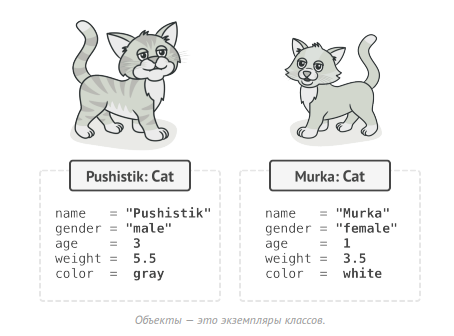 Pushistik: Cat
name = "Pushistik"
gender = "male"
age = 3
weight = 5.5
color = gray
Murka: Cat
name = "Murka"
gender = "female"
age = 1
weight = 3.5
color = white
Объекты — это экземпляры классов.